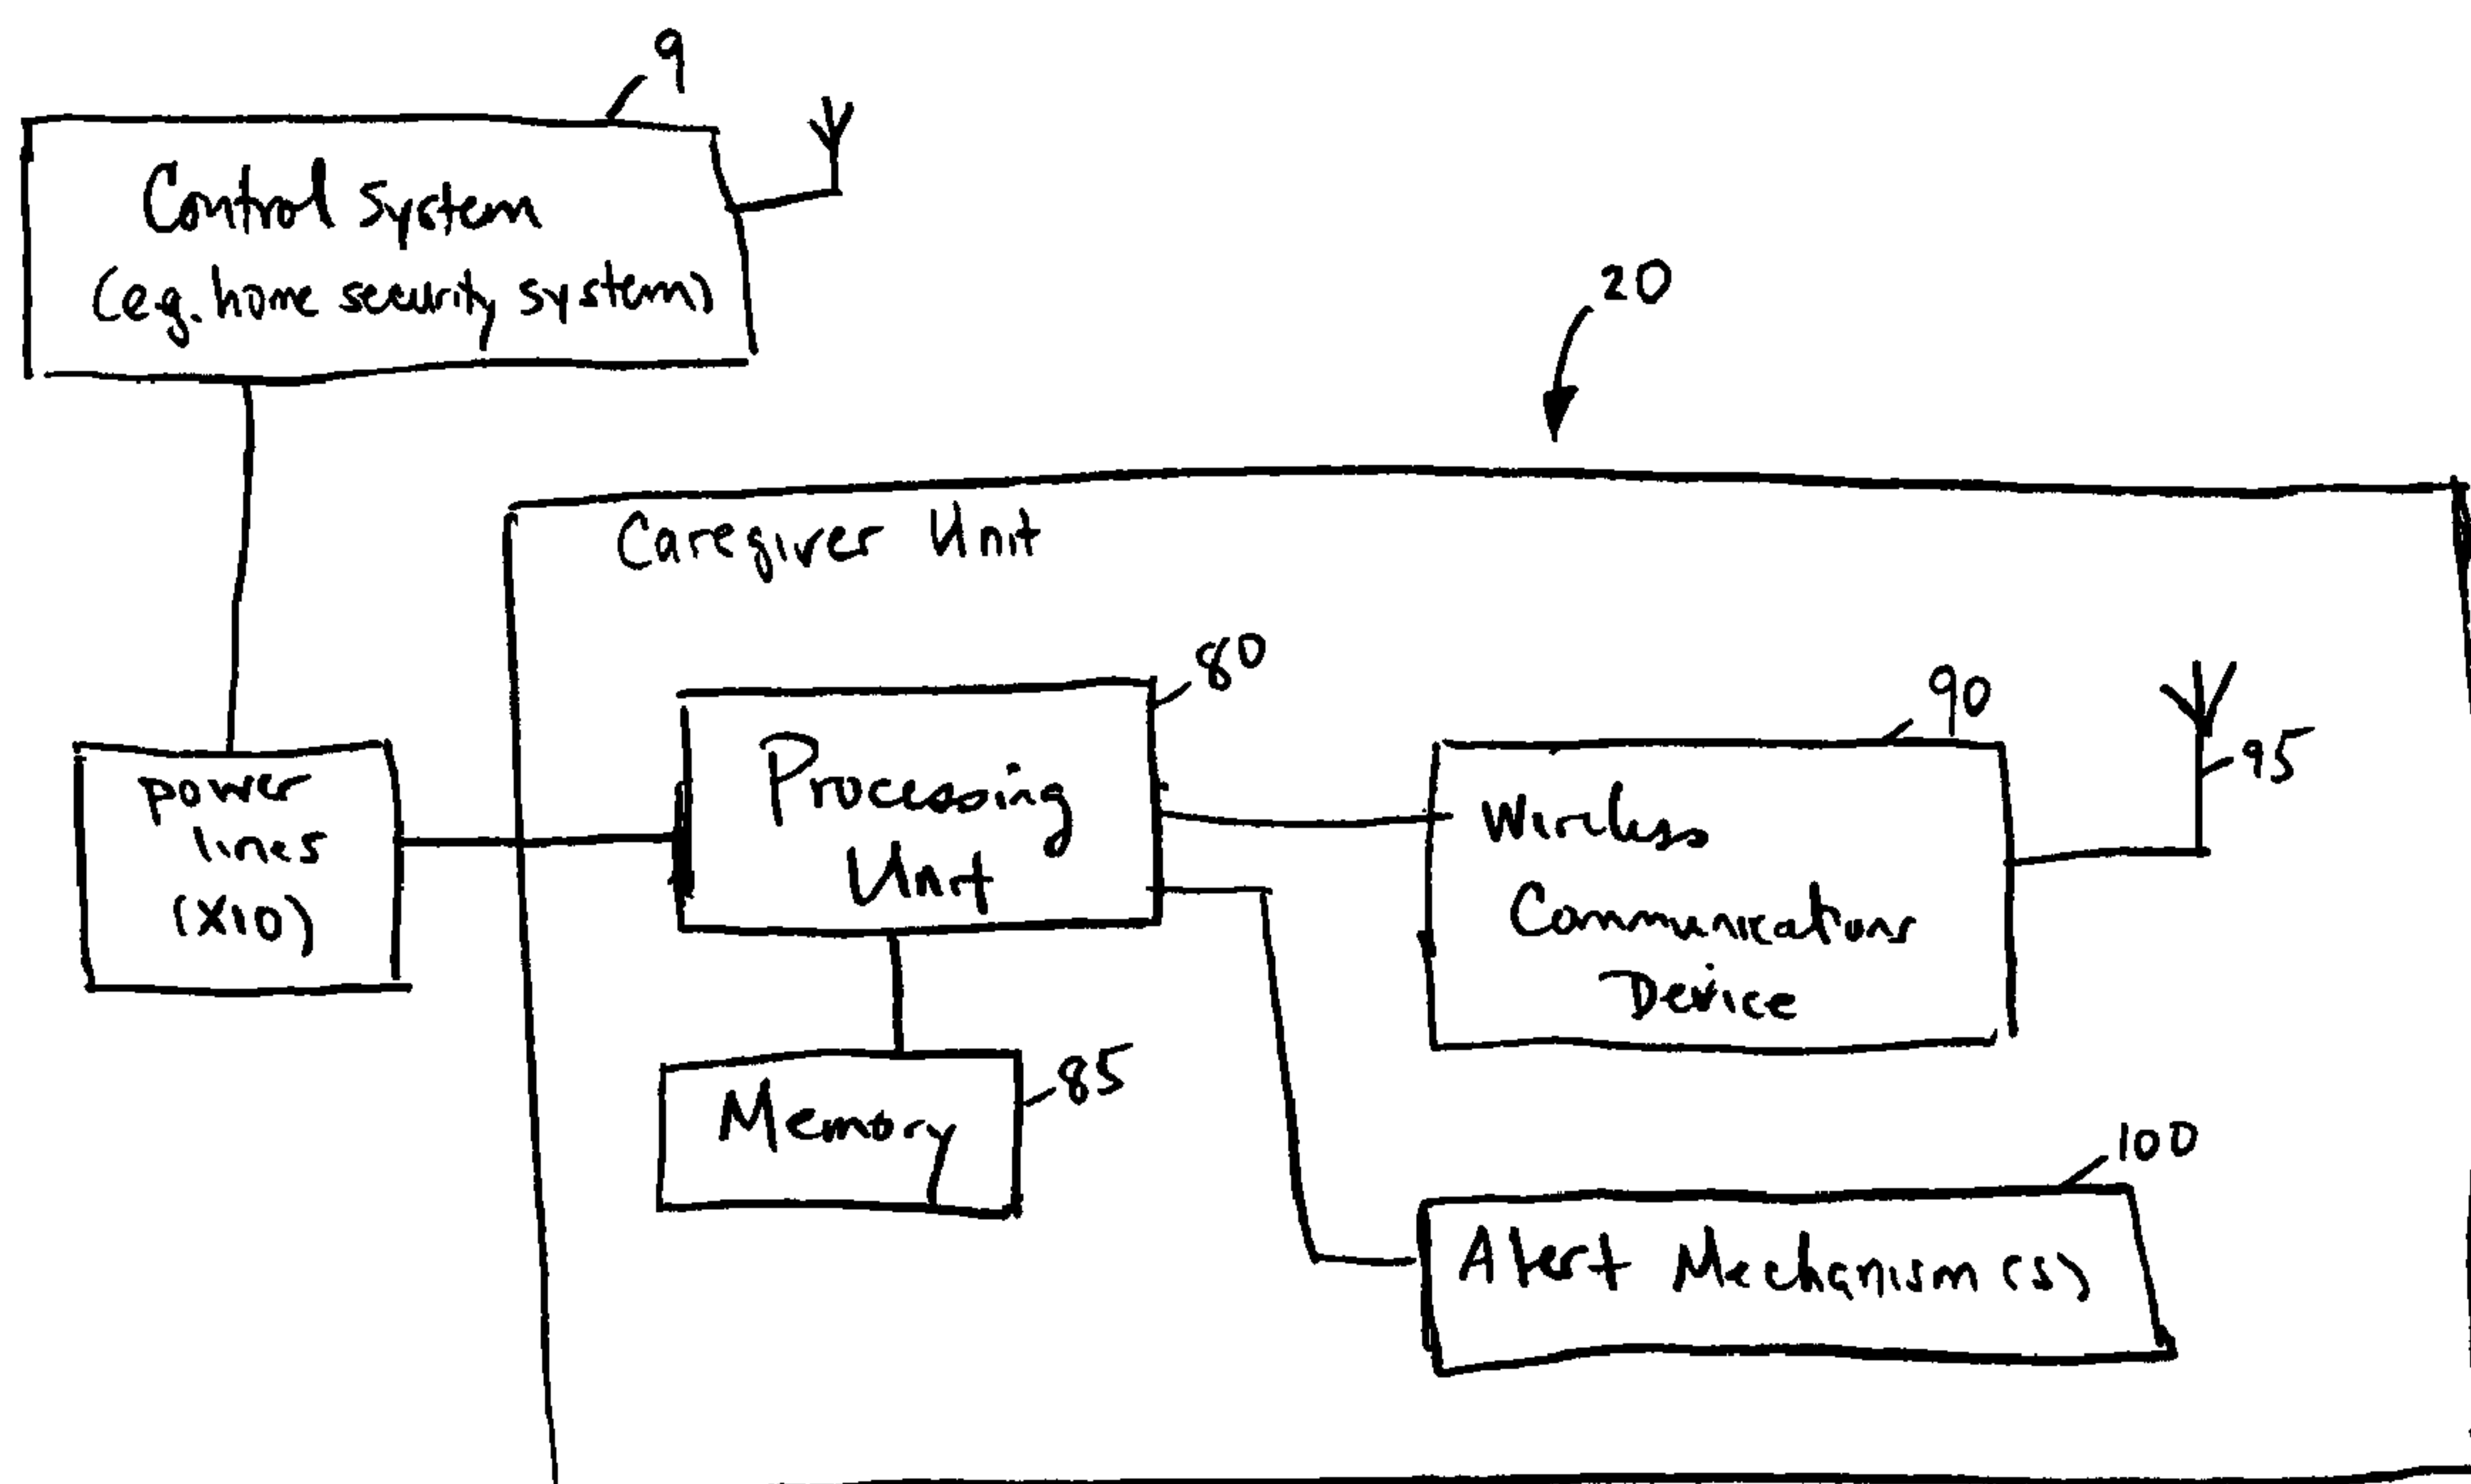 9
Control System
(e.g. home security system)
20
Caregiver Unit
80
Processing
Unit
90
95
Wireless
Communications
Device
power
lines
(X10)
85
Memory
100
Alert Mechanism(s)